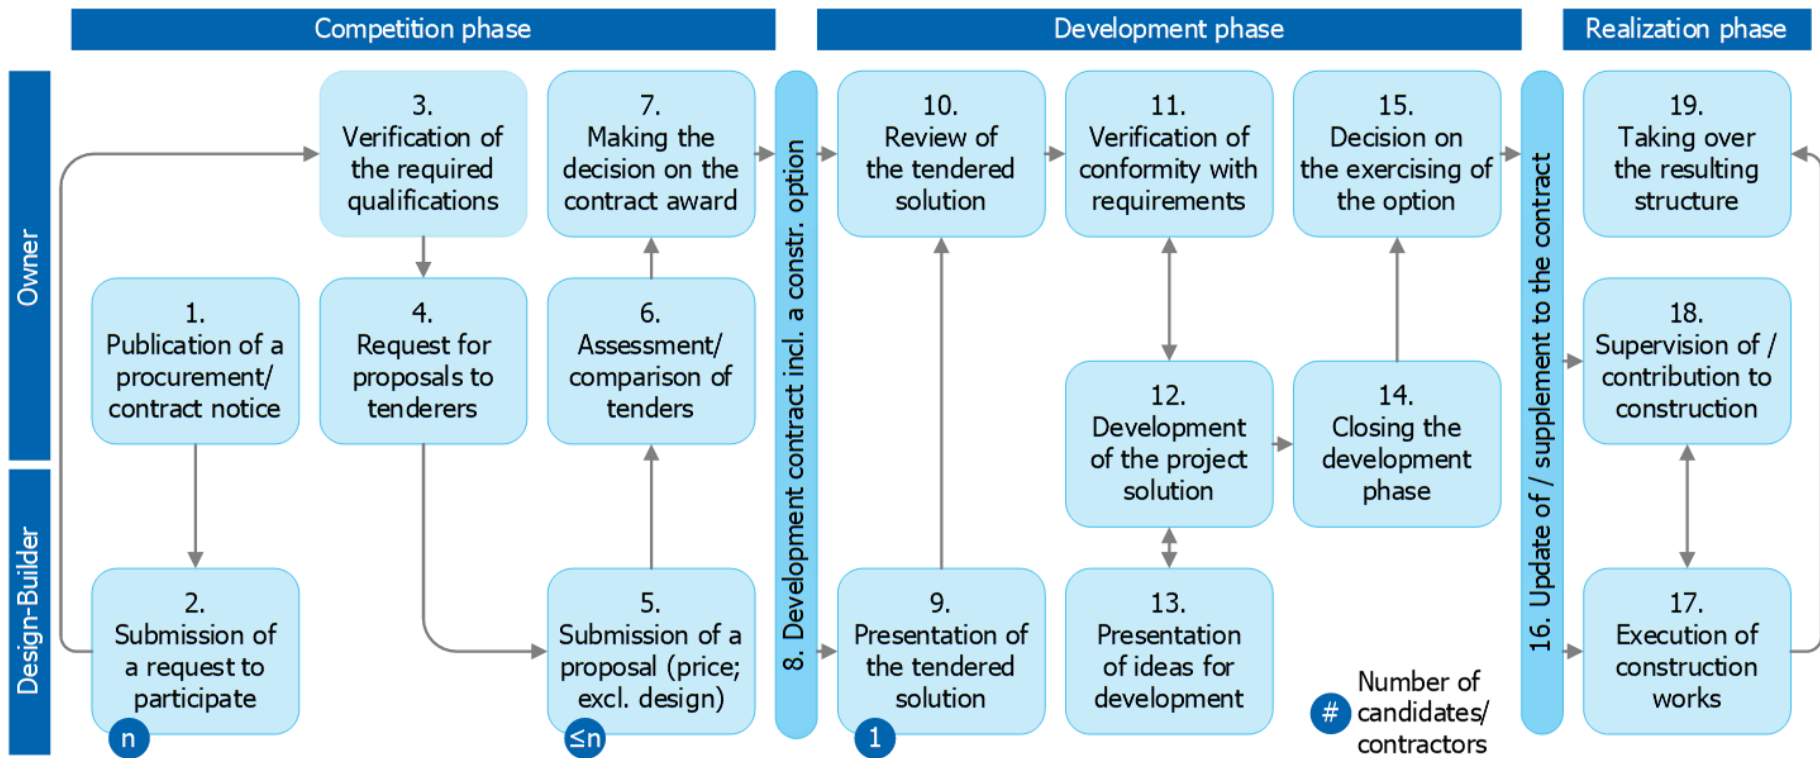 Competition phase
Development phase
Realization phase
Owner
Design-Builder
1.
Publication of a
procurement/
contract notice
2.
Submission of
a request to
participate
n
3.
Verification of
the required
qualifications
4.
Request for
proposals to
tenderers
5.
Submission of a
proposal (price;
excl. design)
≤n
6.
Assessment/
comparison of
tenders
7.
Making the
decision on the
contract award
8. Development contract incl. a constr. option
9.
Presentation of
the tendered
solution
1
10.
Review of
the tendered
solution
11.
Verification of
conformity with
requirements
12.
Development
of the project
solution
13.
Presentation
of ideas for
development
14.
Closing the
development
phase
15.
Decision on
the exercising of
the option
16. Update of / supplement to the contract
17.
Execution of
construction
works
18.
Supervision of /
contribution to
construction
19.
Taking over
the resulting
structure
#
Number of
candidates/
contractors